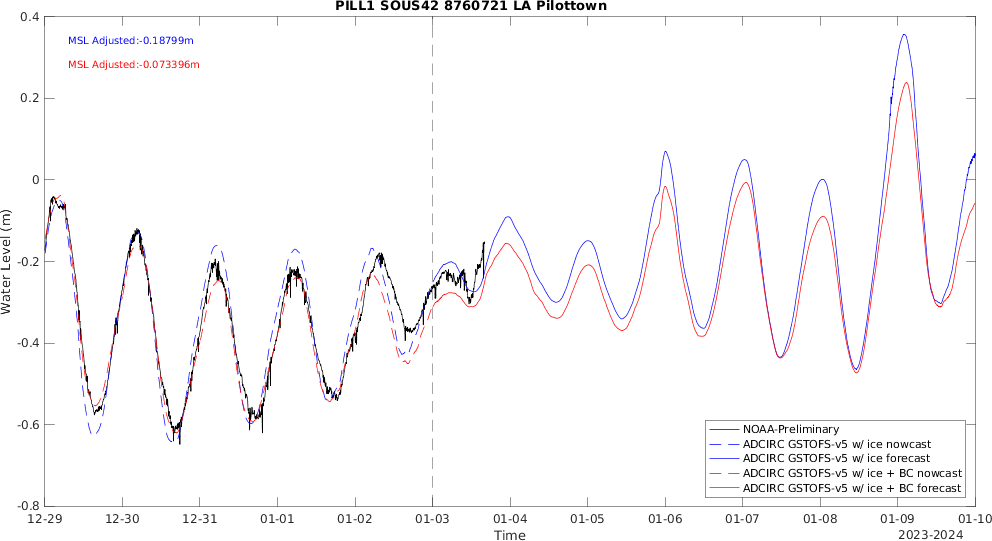 PILL1 SOUS42 8760721 LA Pilottown
MSL Adjusted:-0.18799m
MSL Adjusted:-0.073396m
Water Level (m)
0.4
0.2
0
-0.2
-0.4
-0.6
-0.8
NOAA-Preliminary
ADCIRC GSTOFS-v5 w/ ice nowcast
ADCIRC GSTOFS-v5 w/ ice forecast
ADCIRC GSTOFS-v5 w/ ice + BC nowcast
ADCIRC GSTOFS-v5 w/ ice + BC forecast
12-29 12-30 12-31 01-01 01-02 01-03 01-04 01-05 01-06 01-07 01-08 01-09 01-10
Time
2023-2024